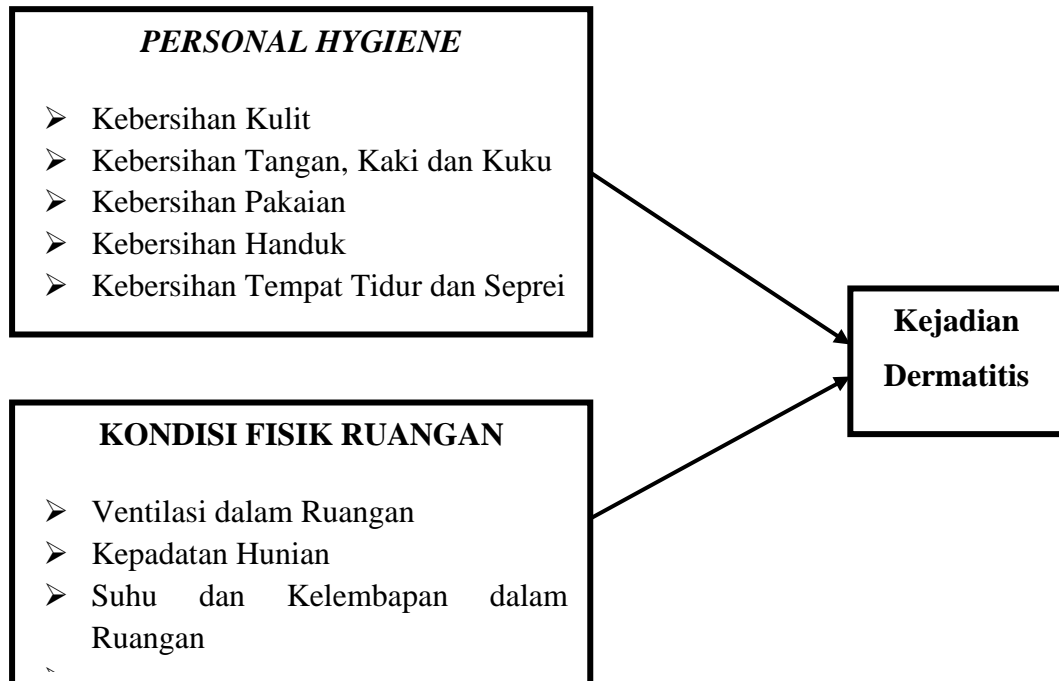 PERSONAL HYGIENE
➢ Kebersihan Kulit
➢ Kebersihan Tangan, Kaki dan Kuku
➢ Kebersihan Pakaian
➢ Kebersihan Handuk
➢ Kebersihan Tempat Tidur dan Seprei
Kejadian
Dermatitis
KONDISI FISIK RUANGAN
➢ Ventilasi dalam Ruangan
➢ Kepadatan Hunian
➢ Suhu dan Kelembapan dalam
Ruangan